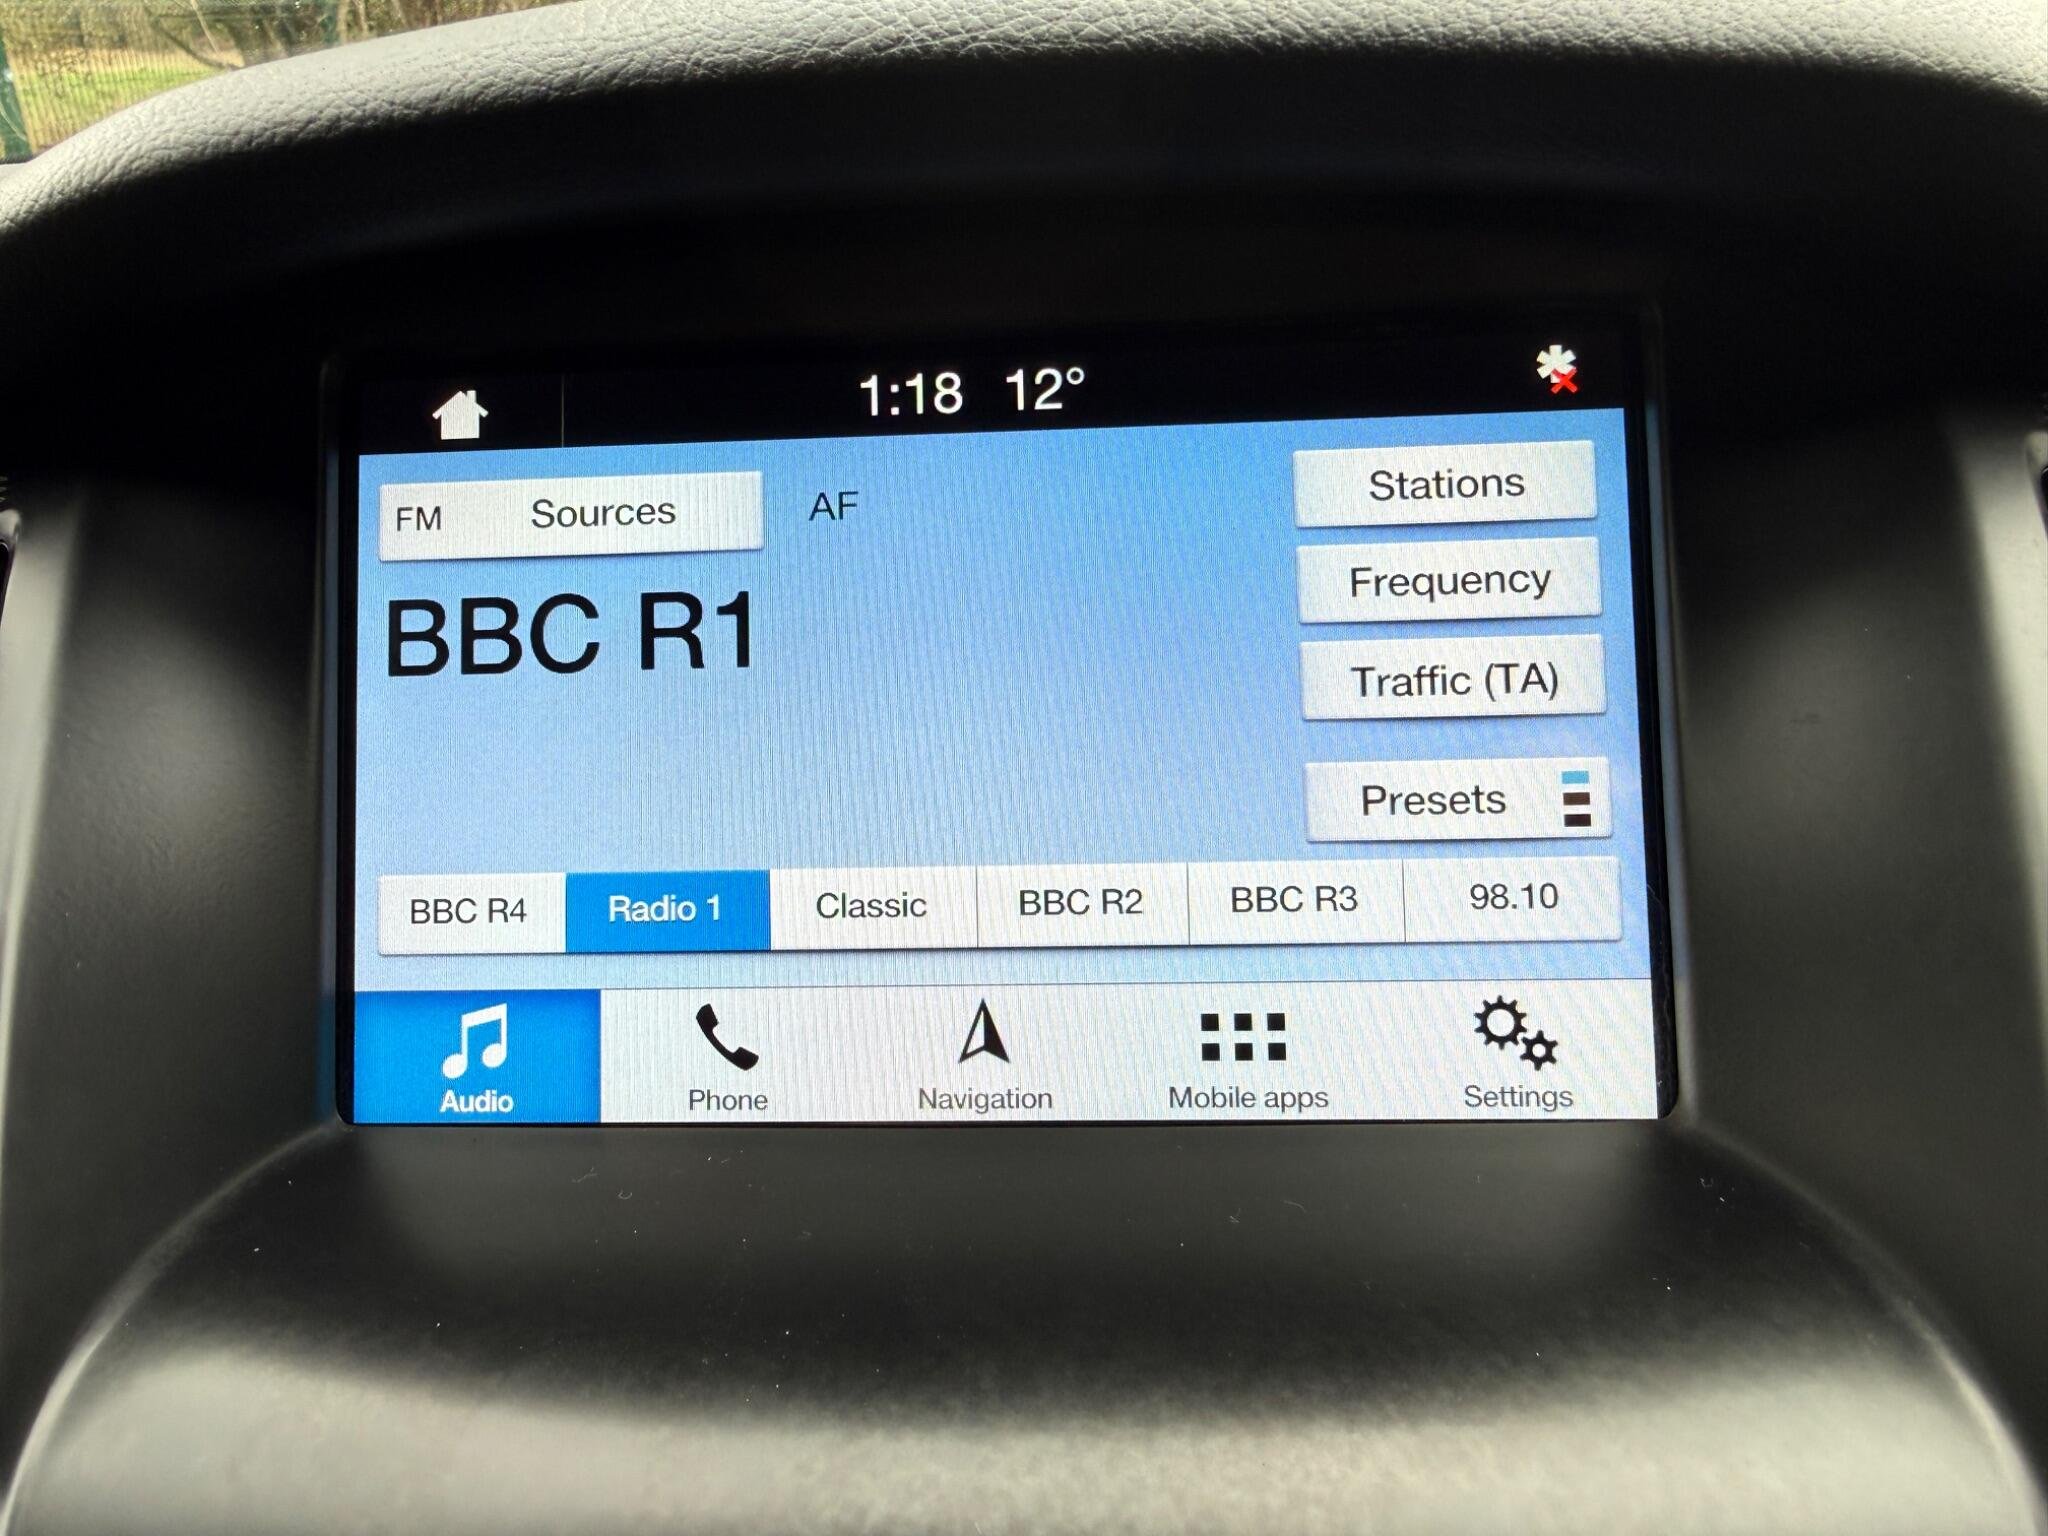 1:18 12°
FM Sources AF
Stations
BBC R1
Frequency
Traffic (TA)
Presets
BBC R4 Radio 1 Classic BBC R2 BBC R3 98.10
Audio Phone Navigation Mobile apps Settings